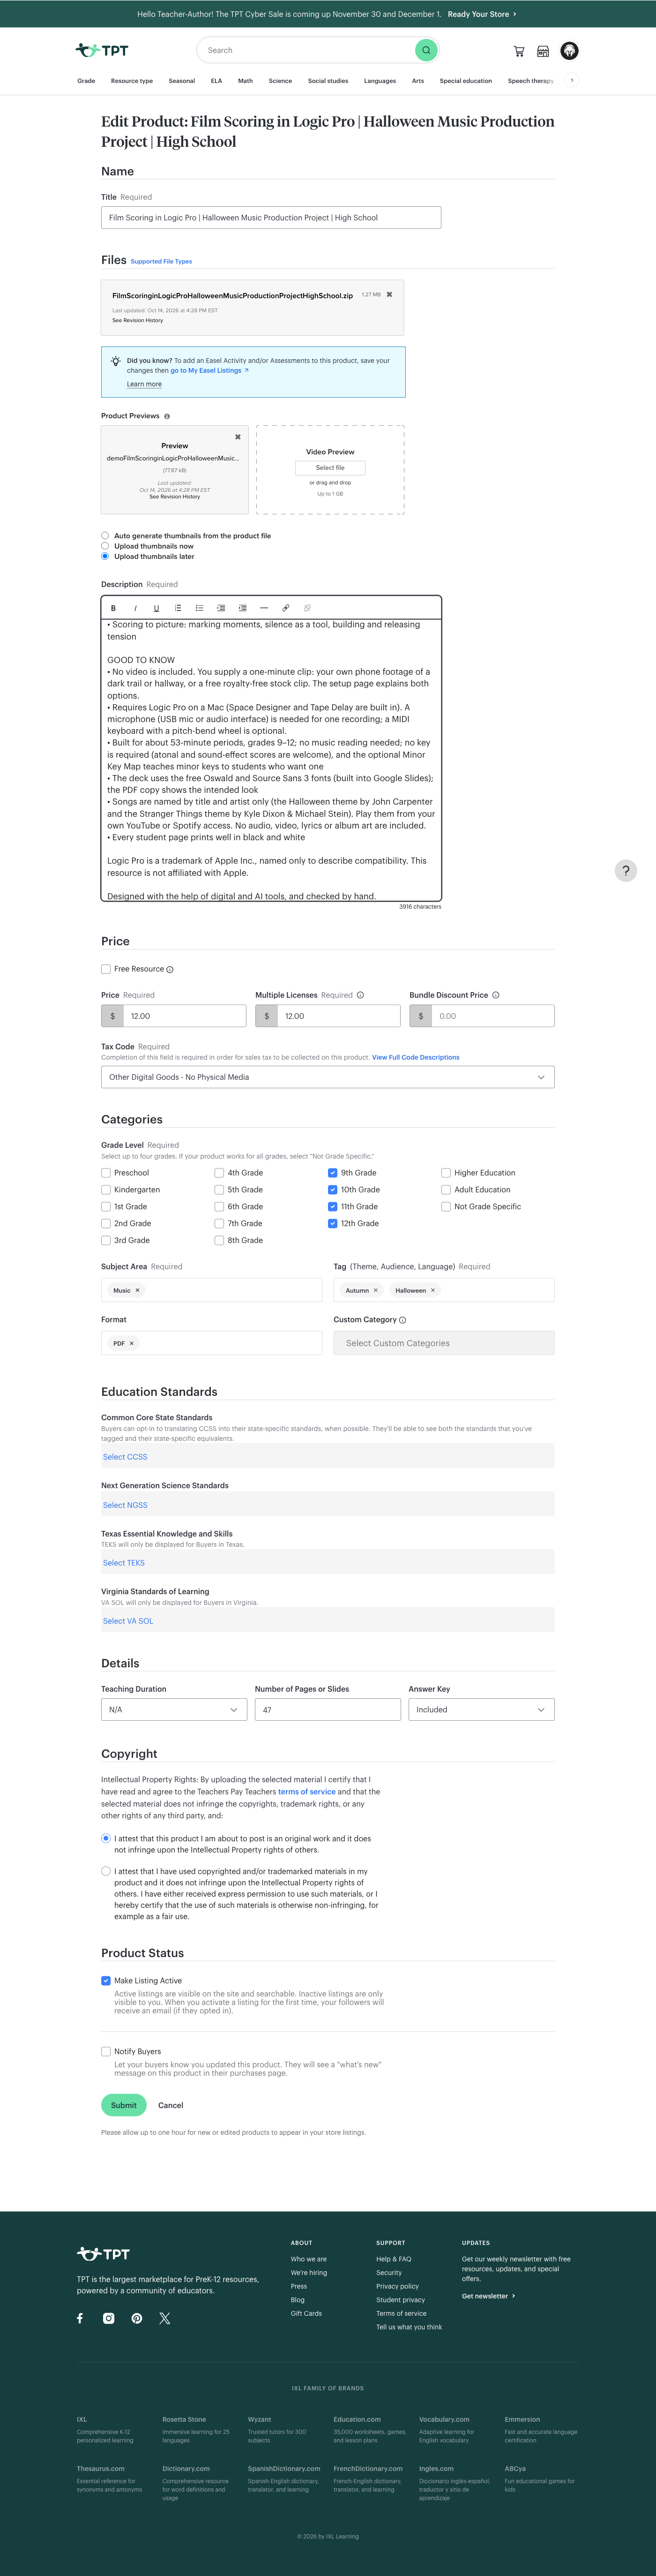 Hello Teacher-Author! The TPT Cyber Sale is coming up November 30 and December 1. Ready Your Store
TPT
Search
Grade Resource type Seasonal ELA Math Science Social studies Languages Arts Special education Speech therapy
Edit Product: Film Scoring in Logic Pro | Halloween Music Production
Project | High School
Name
Title Required
Film Scoring in Logic Pro | Halloween Music Production Project | High School
Files Supported File Types
FilmScoringinLogicProHalloweenMusicProductionProjectHighSchool.zip 1.27 MB
Last updated: Oct 14, 2026 at 4:28 PM EST
See Revision History
Did you know? To add an Easel Activity and/or Assessments to this product, save your
changes then go to My Easel Listings
Learn more
Product Previews
Preview
demoFilmScoringinLogicProHalloweenMusic...
(77.87 kB)
Last updated:
Oct 14, 2026 at 4:28 PM EST
See Revision History
Video Preview
Select file
or drag and drop
Up to 1 GB
Auto generate thumbnails from the product file
Upload thumbnails now
Upload thumbnails later
Description Required
B I U
• Scoring to picture: marking moments, silence as a tool, building and releasing
tension
GOOD TO KNOW
• No video is included. You supply a one-minute clip: your own phone footage of a
dark trail or hallway, or a free royalty-free stock clip. The setup page explains both
options.
• Requires Logic Pro on a Mac (Space Designer and Tape Delay are built in). A
microphone (USB mic or audio interface) is needed for one recording; a MIDI
keyboard with a pitch-bend wheel is optional.
• Built for about 53-minute periods, grades 9–12; no music reading needed; no key
is required (atonal and sound-effect scores are welcome), and the optional Minor
Key Map teaches minor keys to students who want one
• The deck uses the free Oswald and Source Sans 3 fonts (built into Google Slides);
the PDF copy shows the intended look
• Songs are named by title and artist only (the Halloween theme by John Carpenter
and the Stranger Things theme by Kyle Dixon & Michael Stein). Play them from your
own YouTube or Spotify access. No audio, video, lyrics or album art are included.
• Every student page prints well in black and white
Logic Pro is a trademark of Apple Inc., named only to describe compatibility. This
resource is not affiliated with Apple.
Designed with the help of digital and AI tools, and checked by hand.
3916 characters
?
Price
Free Resource
Price Required
$ 12.00
Multiple Licenses Required
$ 12.00
Bundle Discount Price
$ 0.00
Tax Code Required
Completion of this field is required in order for sales tax to be collected on this product. View Full Code Descriptions
Other Digital Goods - No Physical Media
Categories
Grade Level Required
Select up to four grades. If your product works for all grades, select "Not Grade Specific."
Preschool 4th Grade 9th Grade Higher Education
Kindergarten 5th Grade 10th Grade Adult Education
1st Grade 6th Grade 11th Grade Not Grade Specific
2nd Grade 7th Grade 12th Grade
3rd Grade 8th Grade
Subject Area Required
Music
Tag (Theme, Audience, Language) Required
Autumn Halloween
Format
PDF
Custom Category
Select Custom Categories
Education Standards
Common Core State Standards
Buyers can opt-in to translating CCSS into their state-specific standards, when possible. They'll be able to see both the standards that you've
tagged and their state-specific equivalents.
Select CCSS
Next Generation Science Standards
Select NGSS
Texas Essential Knowledge and Skills
TEKS will only be displayed for Buyers in Texas.
Select TEKS
Virginia Standards of Learning
VA SOL will only be displayed for Buyers in Virginia.
Select VA SOL
Details
Teaching Duration
N/A
Number of Pages or Slides
47
Answer Key
Included
Copyright
Intellectual Property Rights: By uploading the selected material I certify that I
have read and agree to the Teachers Pay Teachers terms of service and that the
selected material does not infringe the copyrights, trademark rights, or any
other rights of any third party, and:
I attest that this product I am about to post is an original work and it does
not infringe upon the Intellectual Property rights of others.
I attest that I have used copyrighted and/or trademarked materials in my
product and it does not infringe upon the Intellectual Property rights of
others. I have either received express permission to use such materials, or I
hereby certify that the use of such materials is otherwise non-infringing, for
example as a fair use.
Product Status
Make Listing Active
Active listings are visible on the site and searchable. Inactive listings are only
visible to you. When you activate a listing for the first time, your followers will
receive an email (if they opted in).
Notify Buyers
Let your buyers know you updated this product. They will see a "what's new"
message on this product in their purchases page.
Submit Cancel
Please allow up to one hour for new or edited products to appear in your store listings.
TPT
TPT is the largest marketplace for PreK-12 resources,
powered by a community of educators.
ABOUT
Who we are
We're hiring
Press
Blog
Gift Cards
SUPPORT
Help & FAQ
Security
Privacy policy
Student privacy
Terms of service
Tell us what you think
UPDATES
Get our weekly newsletter with free
resources, updates, and special
offers.
Get newsletter
IXL FAMILY OF BRANDS
IXL
Comprehensive K-12
personalized learning
Rosetta Stone
Immersive learning for 25
languages
Wyzant
Trusted tutors for 300
subjects
Education.com
35,000 worksheets, games,
and lesson plans
Vocabulary.com
Adaptive learning for
English vocabulary
Emmersion
Fast and accurate language
certification
Thesaurus.com
Essential reference for
synonyms and antonyms
Dictionary.com
Comprehensive resource
for word definitions and
usage
SpanishDictionary.com
Spanish-English dictionary,
translator, and learning
FrenchDictionary.com
French-English dictionary,
translator, and learning
Ingles.com
Diccionario inglés-español,
traductor y sitio de
aprendizaje
ABCya
Fun educational games for
kids
© 2026 by IXL Learning